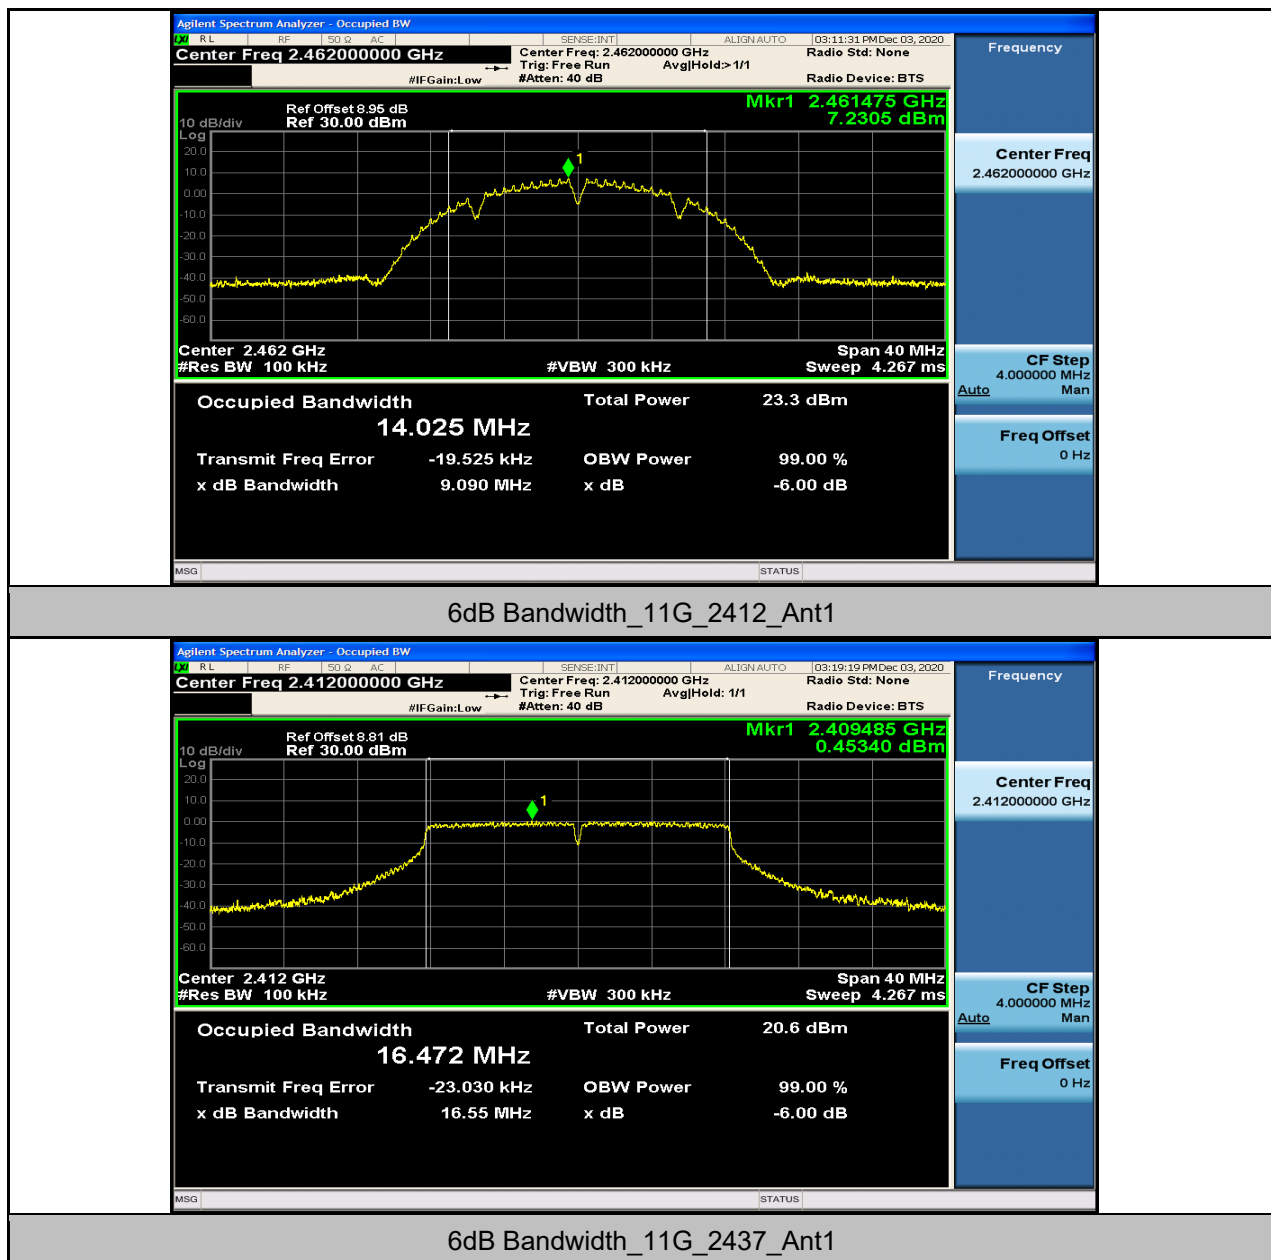 Agilent Spectrum Analyzer - Occupied BW
LXI RL RF 50 Ω AC SENSE:INT ALIGN AUTO 03:11:31 PM Dec 03, 2020
Center Freq 2.462000000 GHz Center Freq: 2.462000000 GHz Radio Std: None Frequency
Trig: Free Run Avg|Hold:>1/1
#IFGain:Low #Atten: 40 dB Radio Device: BTS
Ref Offset 8.95 dB Mkr1 2.461475 GHz
10 dB/div Ref 30.00 dBm 7.2305 dBm
Log
20.0
10.0
0.00
-10.0
-20.0
-30.0
-40.0
-50.0
-60.0
1
Center Freq
2.462000000 GHz
Center 2.462 GHz Span 40 MHz
#Res BW 100 kHz #VBW 300 kHz Sweep 4.267 ms
CF Step
4.000000 MHz
Auto Man
Freq Offset
0 Hz
Occupied Bandwidth Total Power 23.3 dBm
14.025 MHz
Transmit Freq Error -19.525 kHz OBW Power 99.00 %
x dB Bandwidth 9.090 MHz x dB -6.00 dB
MSG STATUS
6dB Bandwidth_11G_2412_Ant1
Agilent Spectrum Analyzer - Occupied BW
LXI RL RF 50 Ω AC SENSE:INT ALIGN AUTO 03:19:19 PM Dec 03, 2020
Center Freq 2.412000000 GHz Center Freq: 2.412000000 GHz Radio Std: None Frequency
Trig: Free Run Avg|Hold: 1/1
#IFGain:Low #Atten: 40 dB Radio Device: BTS
Ref Offset 8.81 dB Mkr1 2.409485 GHz
10 dB/div Ref 30.00 dBm 0.45340 dBm
Log
20.0
10.0
0.00
-10.0
-20.0
-30.0
-40.0
-50.0
-60.0
1
Center Freq
2.412000000 GHz
Center 2.412 GHz Span 40 MHz
#Res BW 100 kHz #VBW 300 kHz Sweep 4.267 ms
CF Step
4.000000 MHz
Auto Man
Freq Offset
0 Hz
Occupied Bandwidth Total Power 20.6 dBm
16.472 MHz
Transmit Freq Error -23.030 kHz OBW Power 99.00 %
x dB Bandwidth 16.55 MHz x dB -6.00 dB
MSG STATUS
6dB Bandwidth_11G_2437_Ant1